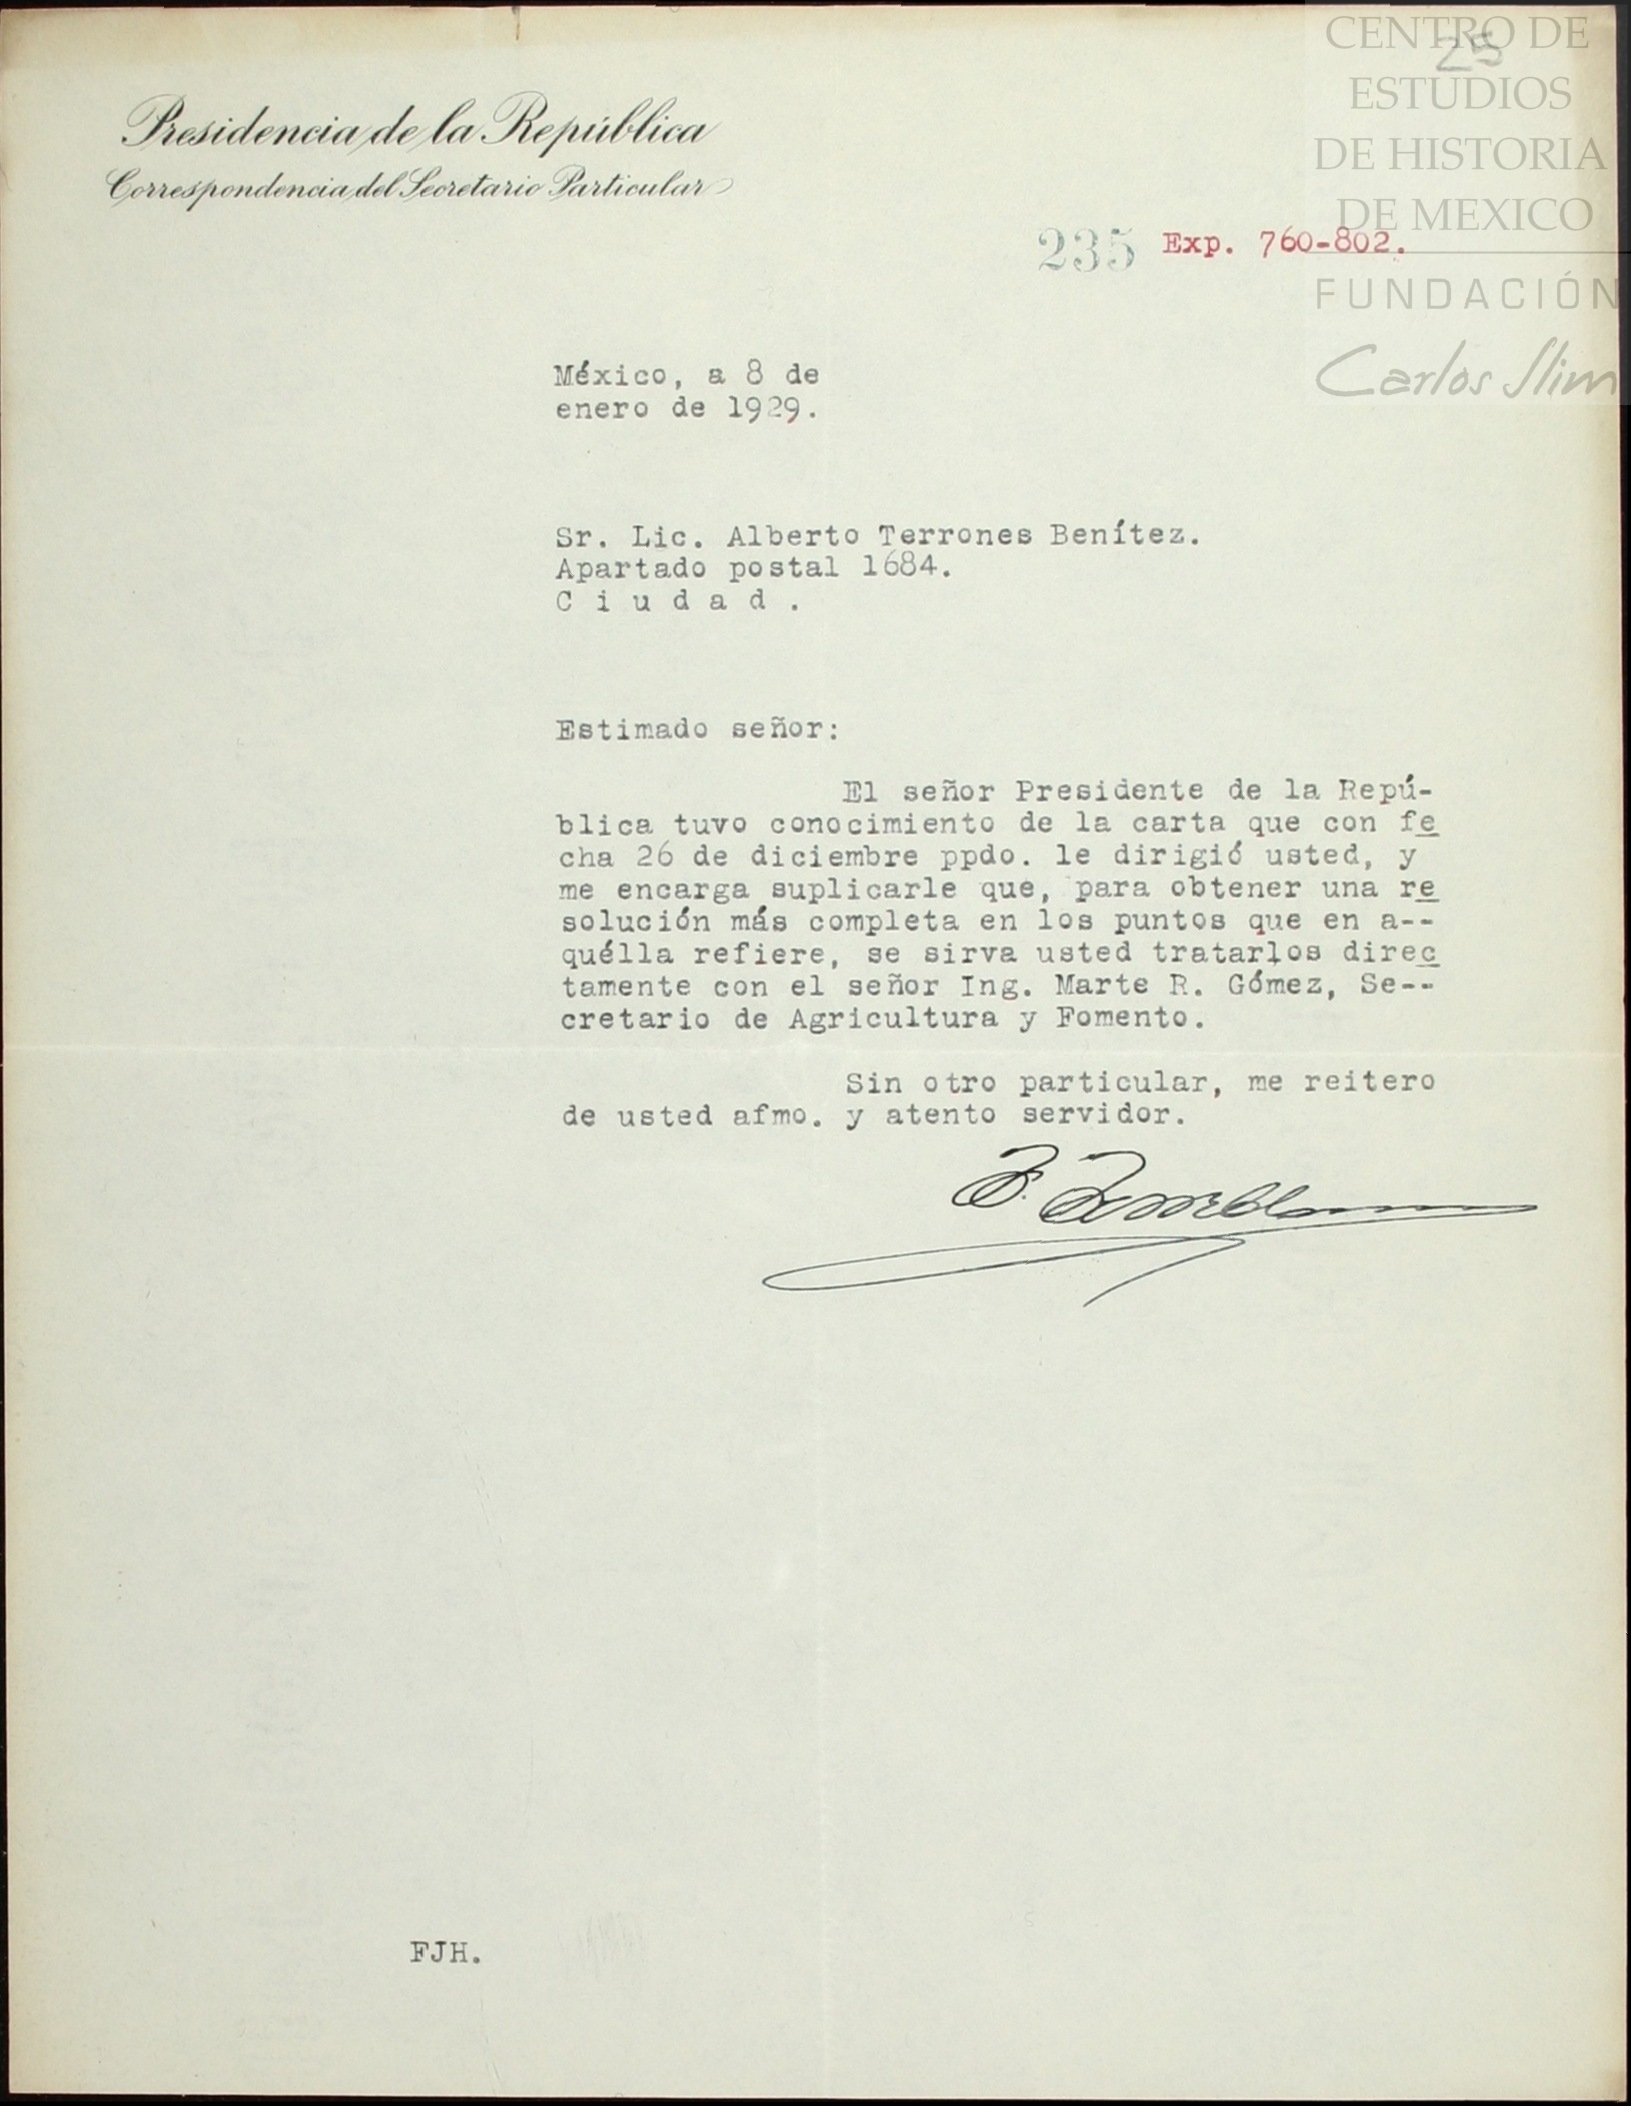 CENTRO DE
25
ESTUDIOS
DE HISTORIA
DE MEXICO
FUNDACIÓN
Carlos Slim
Presidencia de la República
Correspondencia del Secretario Particular
235 Exp. 760-802.
México, a 8 de
enero de 1929.
Sr. Lic. Alberto Terrones Benítez.
Apartado postal 1684.
C i u d a d .
Estimado señor:
El señor Presidente de la Repú-
blica tuvo conocimiento de la carta que con fe
cha 26 de diciembre ppdo. le dirigió usted, y
me encarga suplicarle que, para obtener una re
solución más completa en los puntos que en a--
quélla refiere, se sirva usted tratarlos direc
tamente con el señor Ing. Marte R. Gómez, Se--
cretario de Agricultura y Fomento.
Sin otro particular, me reitero
de usted afmo. y atento servidor.
FJH.